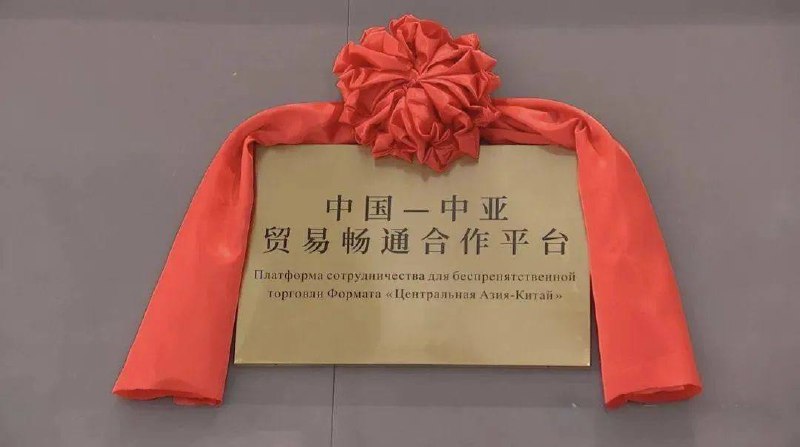 中国—中亚
贸易畅通合作平台
Платформа сотрудничества для беспрепятственной
торговли Формата «Центральная Азия-Китай»